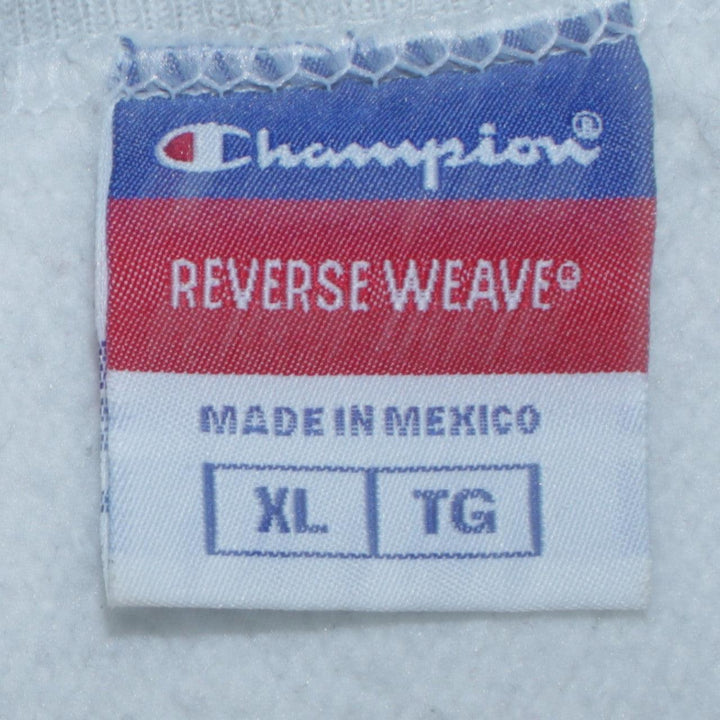 Champion®
REVERSE WEAVE®
MADE IN MEXICO
XL TG